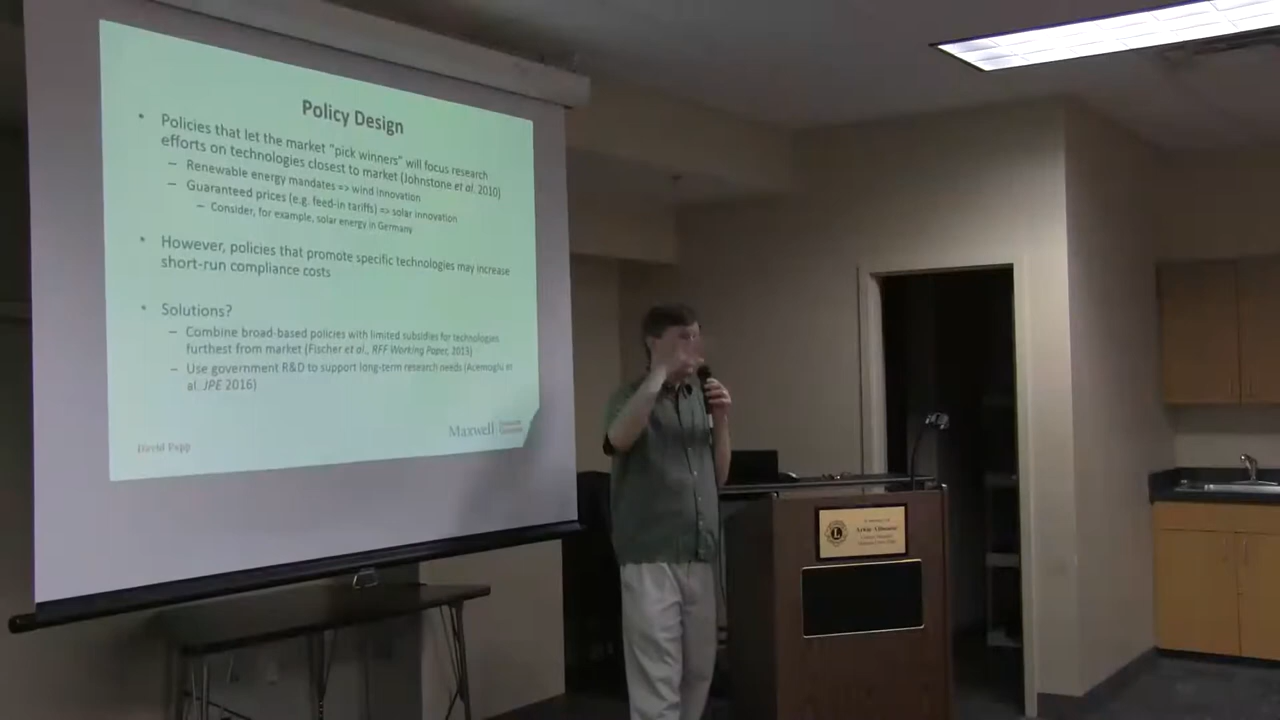 Policy Design
• Policies that let the market "pick winners" will focus research
efforts on technologies closest to market (Johnstone et al. 2010)
– Renewable energy mandates => wind innovation
– Guaranteed prices (e.g. feed-in tariffs) => solar innovation
– Consider, for example, solar energy in Germany
• However, policies that promote specific technologies may increase
short-run compliance costs
• Solutions?
– Combine broad-based policies with limited subsidies for technologies
furthest from market (Fischer et al., RFF Working Paper, 2013)
– Use government R&D to support long-term research needs (Acemoglu et
al. JPE 2016)
Maxwell
David Popp
L